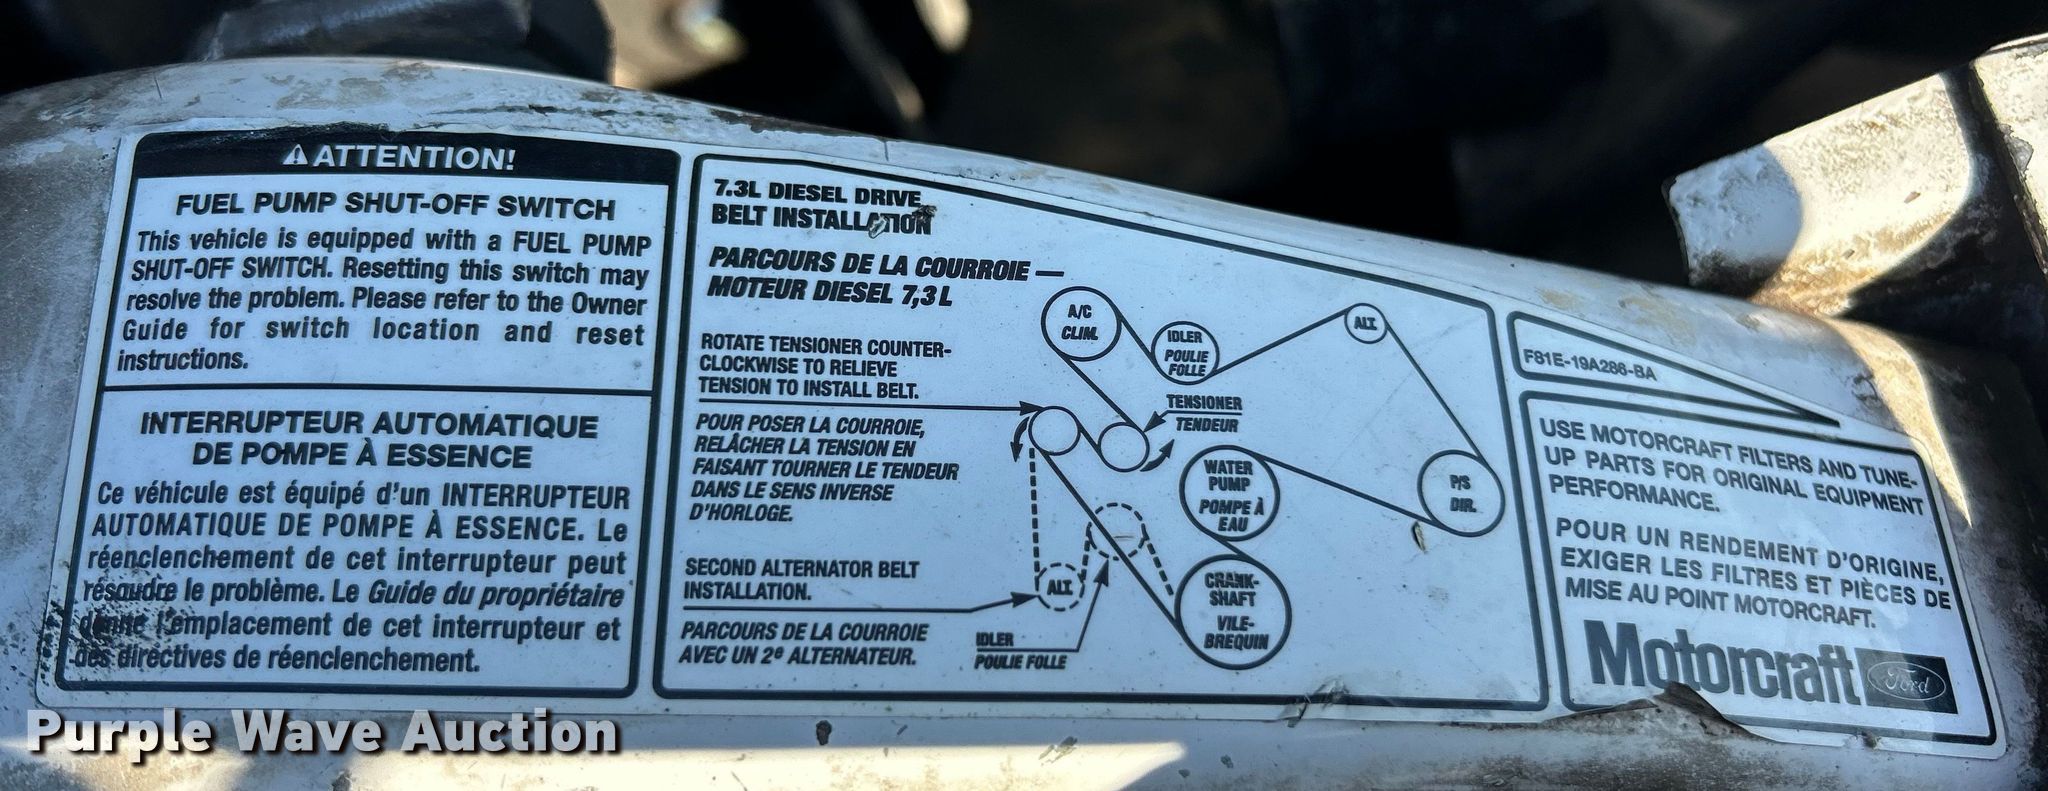 ⚠ ATTENTION!
FUEL PUMP SHUT-OFF SWITCH
This vehicle is equipped with a FUEL PUMP
SHUT-OFF SWITCH. Resetting this switch may
resolve the problem. Please refer to the Owner
Guide for switch location and reset
instructions.
INTERRUPTEUR AUTOMATIQUE
DE POMPE À ESSENCE
Ce véhicule est équipé d'un INTERRUPTEUR
AUTOMATIQUE DE POMPE À ESSENCE. Le
réenclenchement de cet interrupteur peut
résoudre le problème. Le Guide du propriétaire
donne l'emplacement de cet interrupteur et
des directives de réenclenchement.
7.3L DIESEL DRIVE
BELT INSTALLATION
PARCOURS DE LA COURROIE —
MOTEUR DIESEL 7,3 L
ROTATE TENSIONER COUNTER-
CLOCKWISE TO RELIEVE
TENSION TO INSTALL BELT.
POUR POSER LA COURROIE,
RELÂCHER LA TENSION EN
FAISANT TOURNER LE TENDEUR
DANS LE SENS INVERSE
D'HORLOGE.
SECOND ALTERNATOR BELT
INSTALLATION.
PARCOURS DE LA COURROIE
AVEC UN 2e ALTERNATEUR.
A/C
CLIM.
IDLER
POULIE
FOLLE
ALT.
TENSIONER
TENDEUR
WATER
PUMP
POMPE À
EAU
P/S
DIR.
CRANK-
SHAFT
VILE-
BREQUIN
ALT.
IDLER
POULIE FOLLE
F81E-19A286-BA
USE MOTORCRAFT FILTERS AND TUNE-
UP PARTS FOR ORIGINAL EQUIPMENT
PERFORMANCE.
POUR UN RENDEMENT D'ORIGINE,
EXIGER LES FILTRES ET PIÈCES DE
MISE AU POINT MOTORCRAFT.
Motorcraft Ford
Purple Wave Auction